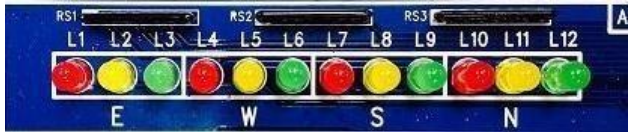 RS1 RS2 RS3 A
L1 L2 L3 L4 L5 L6 L7 L8 L9 L10 L11 L12
E W S N